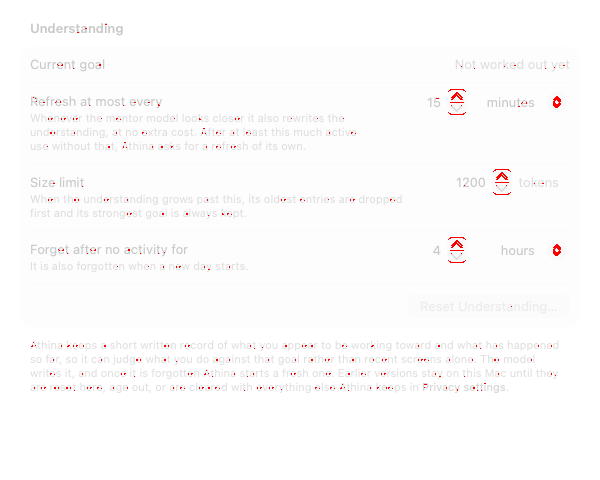 Understanding
Current goal
Not worked out yet
Refresh at most every
15
minutes
Whenever the mentor model looks closer it also rewrites the
understanding, at no extra cost. After at least this much active
use without that, Athina asks for a refresh of its own.
Size limit
1200
tokens
When the understanding grows past this, its oldest entries are dropped
first and its strongest goal is always kept.
Forget after no activity for
4
hours
It is also forgotten when a new day starts.
Reset Understanding...
Athina keeps a short written record of what you appear to be working toward and what has happened
so far, so it can judge what you do against that goal rather than recent screens alone. The model
writes it, and once it is forgotten Athina starts a fresh one. Earlier versions stay on this Mac until they
are reset here, age out, or are cleared with everything else Athina keeps in Privacy settings.